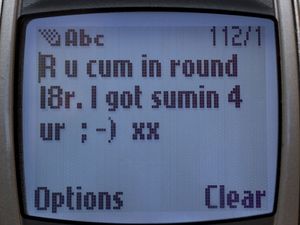 Abc 112/1
R u cum in round
l8r. I got sumin 4
ur ; -) xx
Options Clear